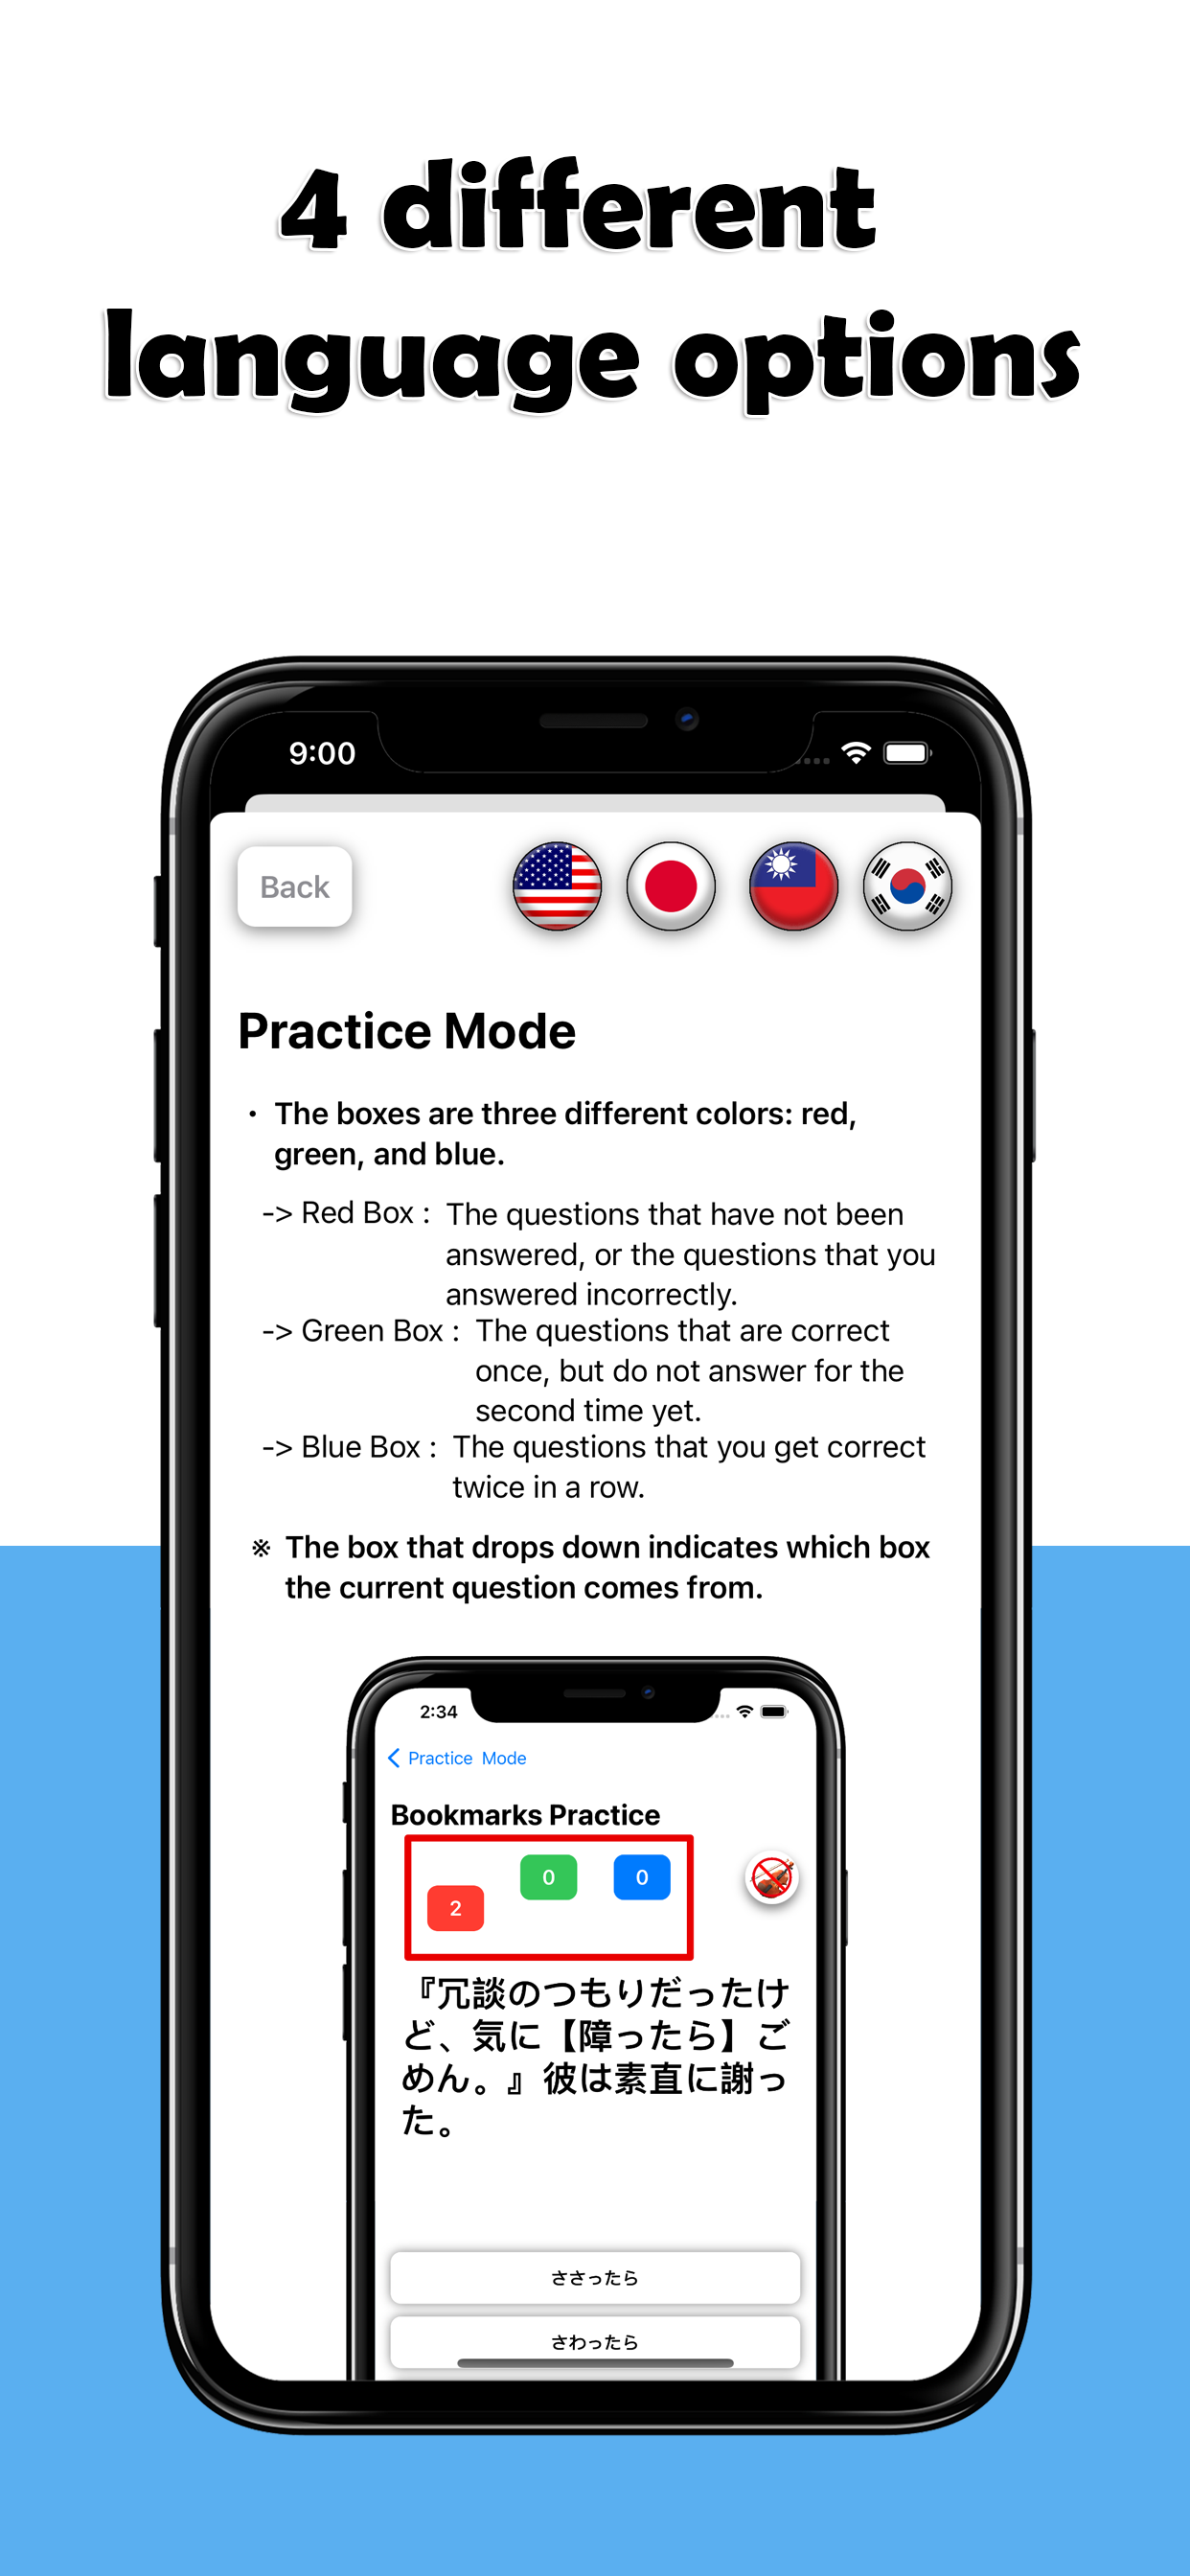 4 different
language options
9:00
Back
Practice Mode
・ The boxes are three different colors: red,
green, and blue.
-> Red Box : The questions that have not been
answered, or the questions that you
answered incorrectly.
-> Green Box : The questions that are correct
once, but do not answer for the
second time yet.
-> Blue Box : The questions that you get correct
twice in a row.
※ The box that drops down indicates which box
the current question comes from.
2:34
Practice Mode
Bookmarks Practice
2 0 0
『冗談のつもりだったけ
ど、気に【障ったら】ご
めん。』彼は素直に謝っ
た。
ささったら
さわったら